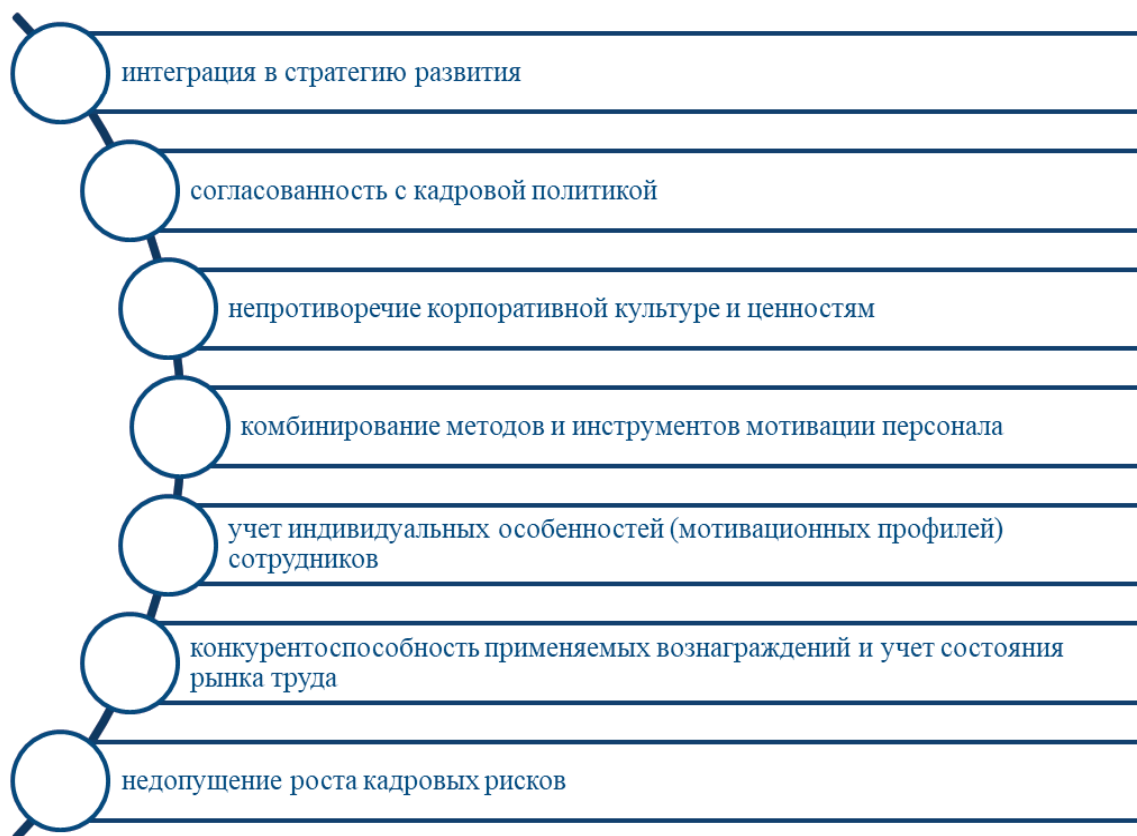 интеграция в стратегию развития
согласованность с кадровой политикой
непротиворечие корпоративной культуре и ценностям
комбинирование методов и инструментов мотивации персонала
учет индивидуальных особенностей (мотивационных профилей)
сотрудников
конкурентоспособность применяемых вознаграждений и учет состояния
рынка труда
недопущение роста кадровых рисков